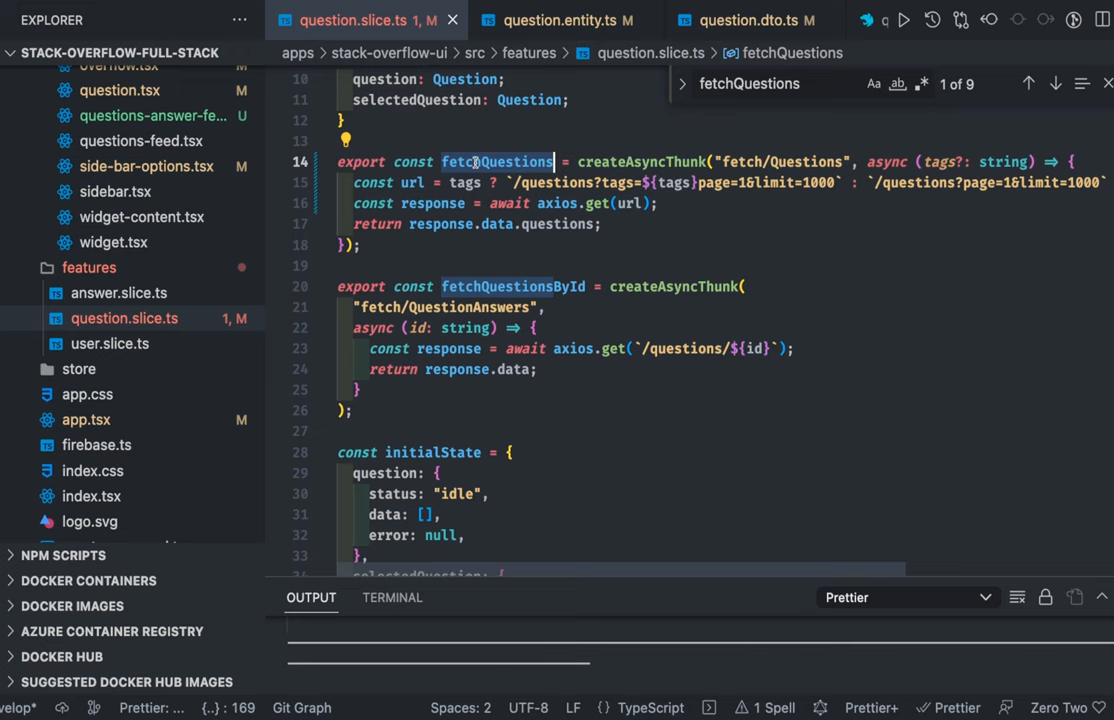 EXPLORER
question.slice.ts 1, M
question.entity.ts M
question.dto.ts M
q
STACK-OVERFLOW-FULL-STACK
apps > stack-overflow-ui > src > features > question.slice.ts > fetchQuestions
overflow.tsx
question.tsx M
questions-answer-fe... U
questions-feed.tsx
side-bar-options.tsx M
sidebar.tsx
widget-content.tsx
widget.tsx
features
answer.slice.ts
question.slice.ts 1, M
user.slice.ts
store
app.css
app.tsx M
firebase.ts
index.css
index.tsx
logo.svg
NPM SCRIPTS
DOCKER CONTAINERS
DOCKER IMAGES
AZURE CONTAINER REGISTRY
DOCKER HUB
SUGGESTED DOCKER HUB IMAGES
fetchQuestions Aa ab .* 1 of 9
10 question: Question;
11 selectedQuestion: Question;
12 }
13
14 export const fetchQuestions = createAsyncThunk("fetch/Questions", async (tags?: string) => {
15 const url = tags ? `/questions?tags=${tags}page=1&limit=1000` : `/questions?page=1&limit=1000`
16 const response = await axios.get(url);
17 return response.data.questions;
18 });
19
20 export const fetchQuestionsById = createAsyncThunk(
21 "fetch/QuestionAnswers",
22 async (id: string) => {
23 const response = await axios.get(`/questions/${id}`);
24 return response.data;
25 }
26 );
27
28 const initialState = {
29 question: {
30 status: "idle",
31 data: [],
32 error: null,
33 },
selectedQuestion: {
OUTPUT TERMINAL
Prettier
velop* Prettier: ... {..} : 169 Git Graph Spaces: 2 UTF-8 LF {} TypeScript 1 Spell Prettier+ Prettier Zero Two